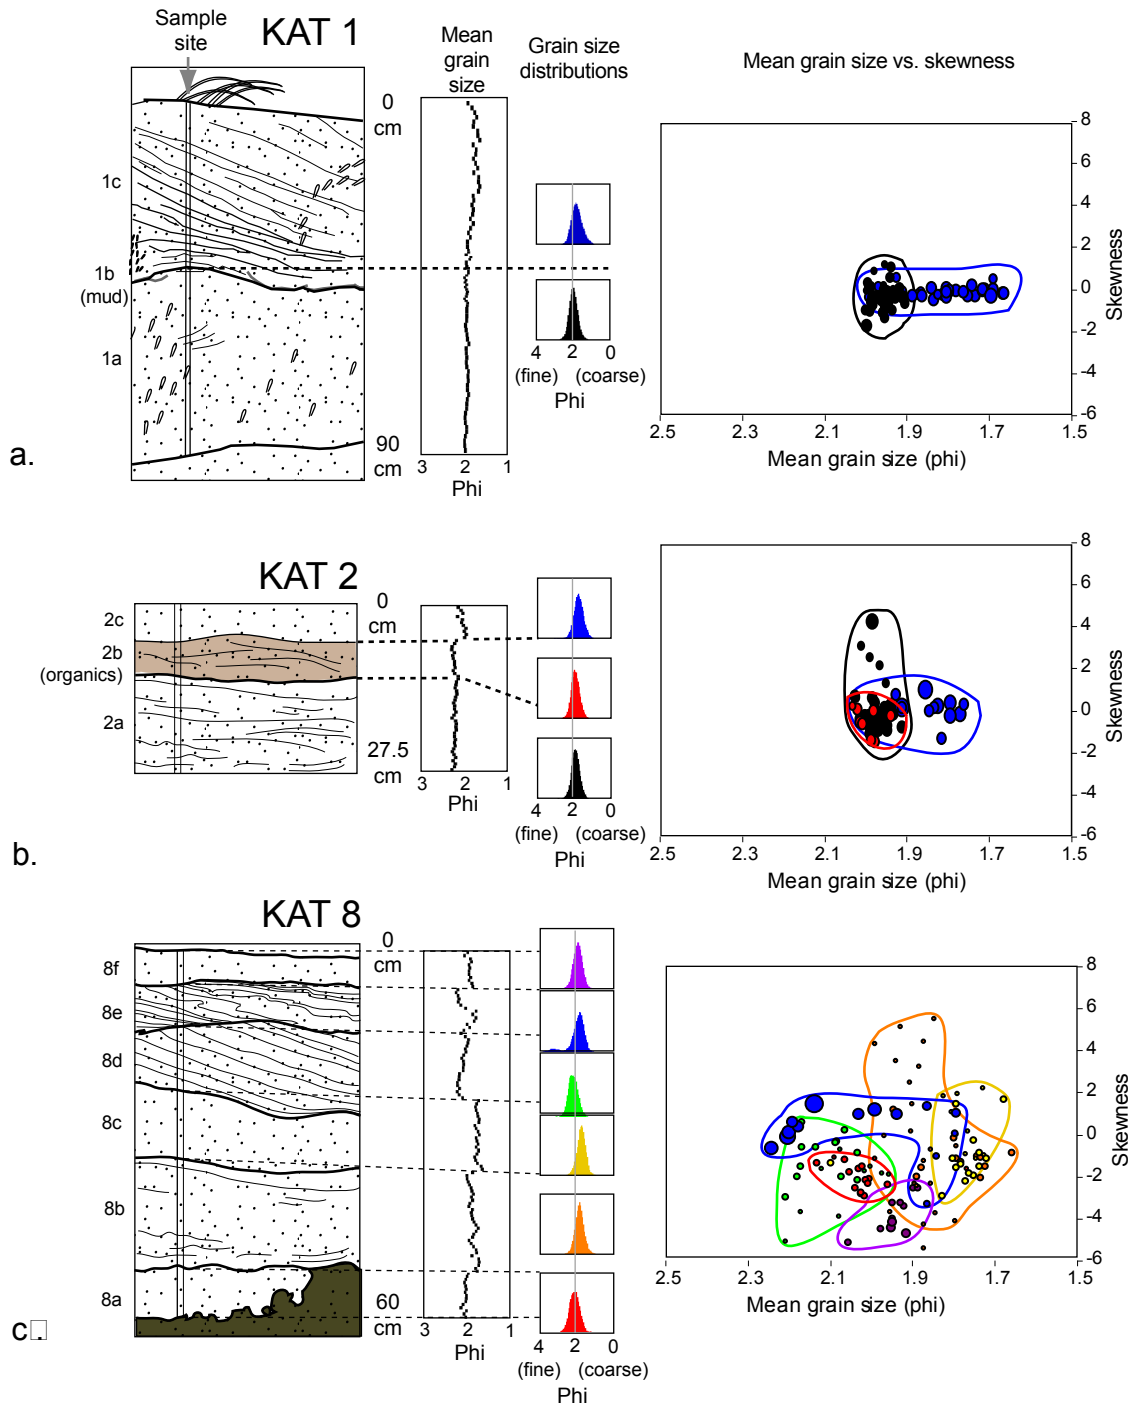 Sample
site
KAT 1
Mean
grain
size
Grain size
distributions
Mean grain size vs. skewness
0
cm
1c
1b
(mud)
1a
90
cm
a.
3 2 1
Phi
4 2 0
(fine) (coarse)
Phi
8
6
4
2
0
-2
-4
-6
Skewness
2.5 2.3 2.1 1.9 1.7 1.5
Mean grain size (phi)
KAT 2
0
cm
2c
2b
(organics)
2a
27.5
cm
b.
3 2 1
Phi
4 2 0
(fine) (coarse)
Phi
8
6
4
2
0
-2
-4
-6
Skewness
2.5 2.3 2.1 1.9 1.7 1.5
Mean grain size (phi)
KAT 8
0
cm
8f
8e
8d
8c
8b
8a
60
cm
c.
3 2 1
Phi
4 2 0
(fine) (coarse)
Phi
8
6
4
2
0
-2
-4
-6
Skewness
2.5 2.3 2.1 1.9 1.7 1.5
Mean grain size (phi)